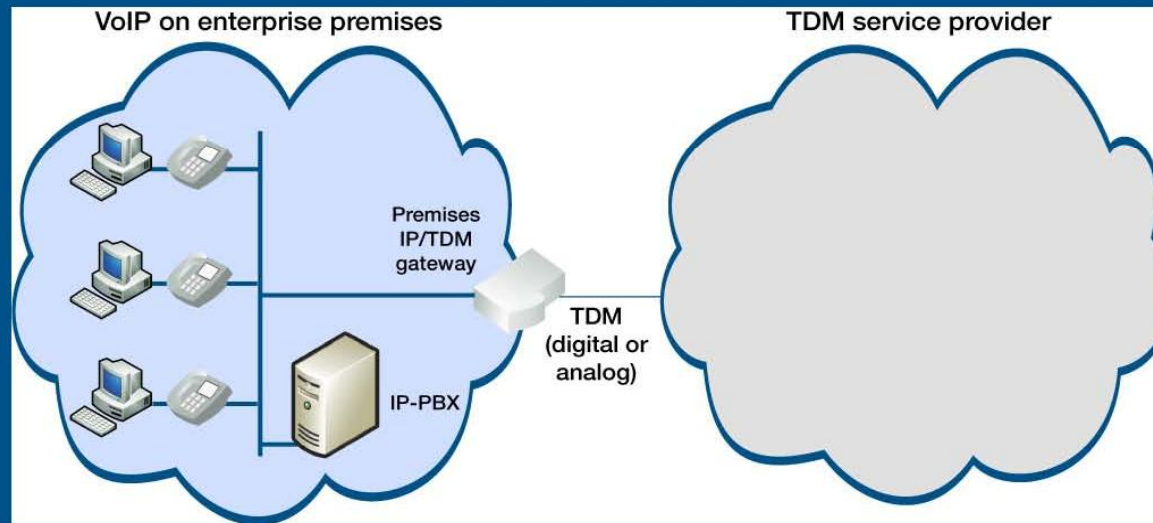 VoIP on enterprise premises
TDM service provider
Premises
IP/TDM
gateway
TDM
(digital or
analog)
IP-PBX